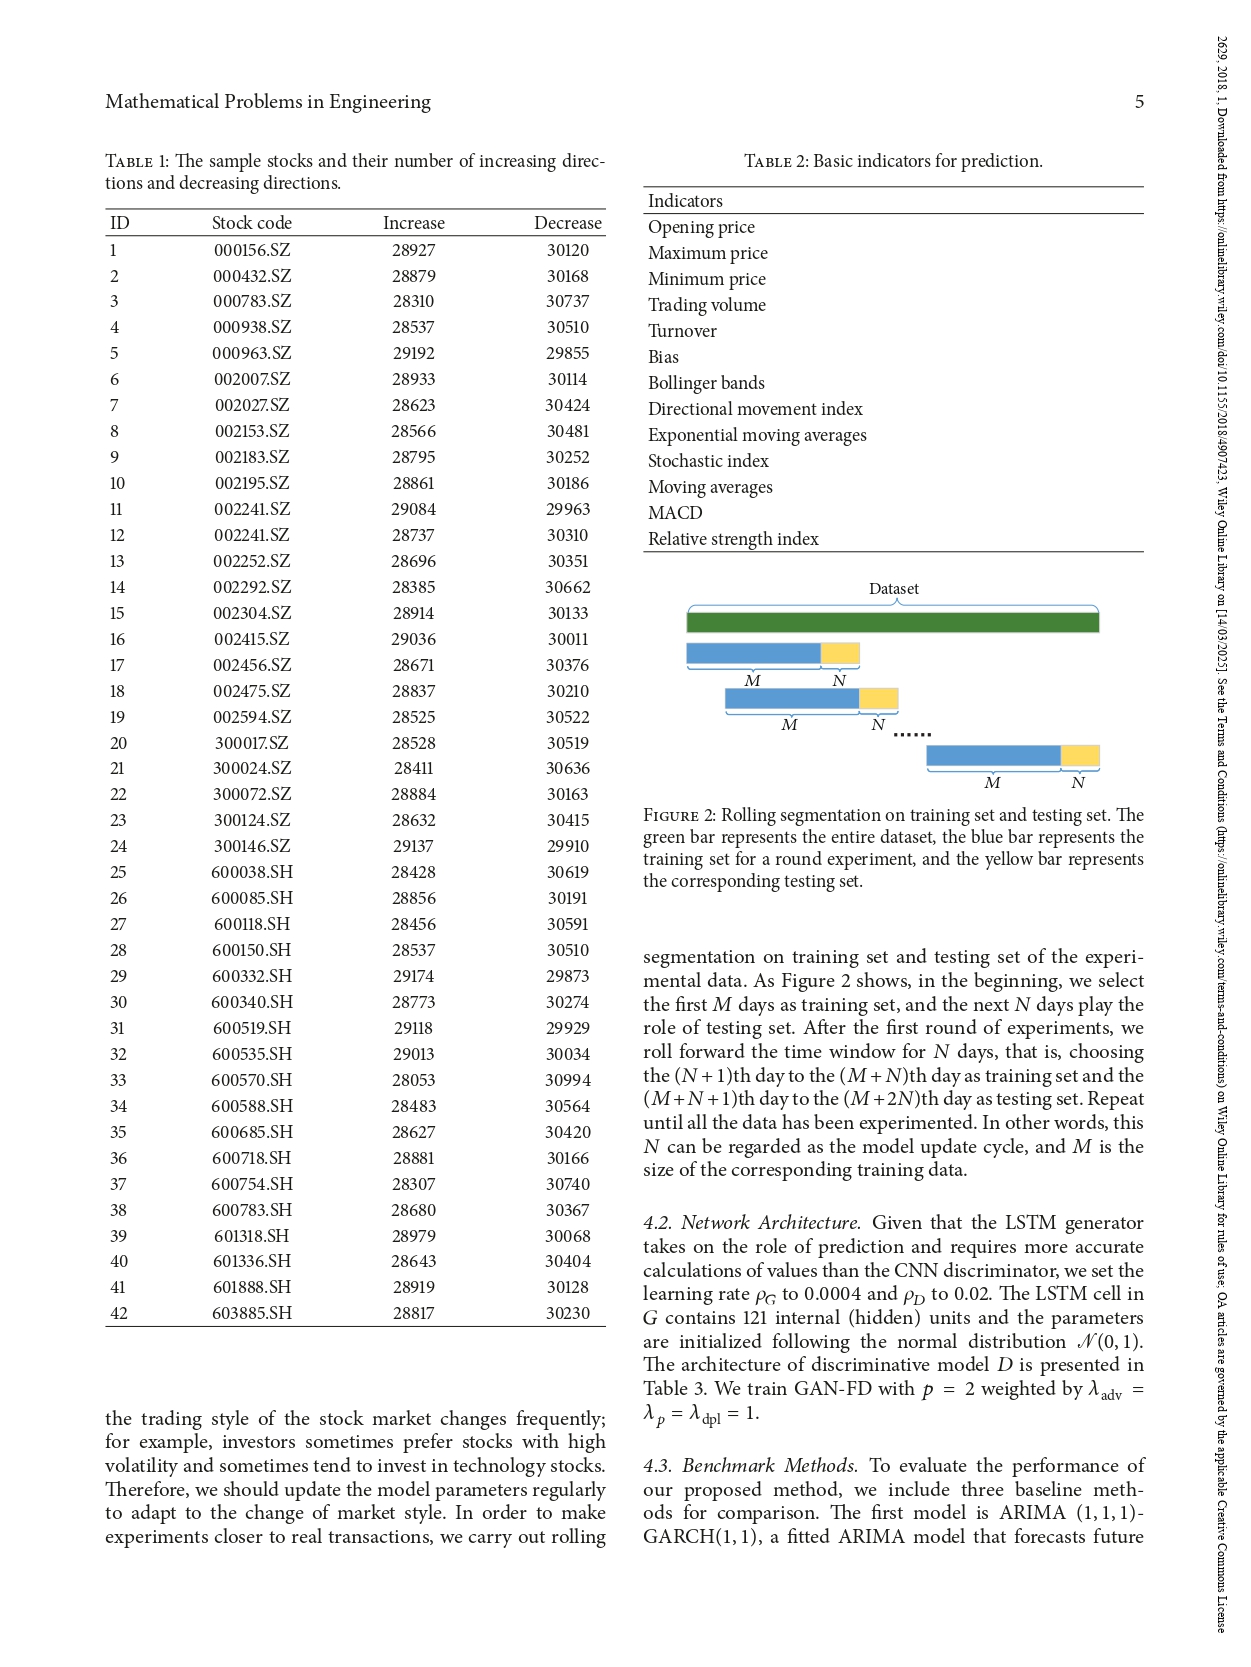 Mathematical Problems in Engineering
5
TABLE 1: The sample stocks and their number of increasing direc-
tions and decreasing directions.
ID Stock code Increase Decrease
1 000156.SZ 28927 30120
2 000432.SZ 28879 30168
3 000783.SZ 28310 30737
4 000938.SZ 28537 30510
5 000963.SZ 29192 29855
6 002007.SZ 28933 30114
7 002027.SZ 28623 30424
8 002153.SZ 28566 30481
9 002183.SZ 28795 30252
10 002195.SZ 28861 30186
11 002241.SZ 29084 29963
12 002241.SZ 28737 30310
13 002252.SZ 28696 30351
14 002292.SZ 28385 30662
15 002304.SZ 28914 30133
16 002415.SZ 29036 30011
17 002456.SZ 28671 30376
18 002475.SZ 28837 30210
19 002594.SZ 28525 30522
20 300017.SZ 28528 30519
21 300024.SZ 28411 30636
22 300072.SZ 28884 30163
23 300124.SZ 28632 30415
24 300146.SZ 29137 29910
25 600038.SH 28428 30619
26 600085.SH 28856 30191
27 600118.SH 28456 30591
28 600150.SH 28537 30510
29 600332.SH 29174 29873
30 600340.SH 28773 30274
31 600519.SH 29118 29929
32 600535.SH 29013 30034
33 600570.SH 28053 30994
34 600588.SH 28483 30564
35 600685.SH 28627 30420
36 600718.SH 28881 30166
37 600754.SH 28307 30740
38 600783.SH 28680 30367
39 601318.SH 28979 30068
40 601336.SH 28643 30404
41 601888.SH 28919 30128
42 603885.SH 28817 30230
the trading style of the stock market changes frequently;
for example, investors sometimes prefer stocks with high
volatility and sometimes tend to invest in technology stocks.
Therefore, we should update the model parameters regularly
to adapt to the change of market style. In order to make
experiments closer to real transactions, we carry out rolling
TABLE 2: Basic indicators for prediction.
Indicators
Opening price
Maximum price
Minimum price
Trading volume
Turnover
Bias
Bollinger bands
Directional movement index
Exponential moving averages
Stochastic index
Moving averages
MACD
Relative strength index
Dataset
M N
M N
......
M N
FIGURE 2: Rolling segmentation on training set and testing set. The
green bar represents the entire dataset, the blue bar represents the
training set for a round experiment, and the yellow bar represents
the corresponding testing set.
segmentation on training set and testing set of the experi-
mental data. As Figure 2 shows, in the beginning, we select
the first M days as training set, and the next N days play the
role of testing set. After the first round of experiments, we
roll forward the time window for N days, that is, choosing
the (N + 1)th day to the (M + N)th day as training set and the
(M + N + 1)th day to the (M + 2N)th day as testing set. Repeat
until all the data has been experimented. In other words, this
N can be regarded as the model update cycle, and M is the
size of the corresponding training data.
4.2. Network Architecture. Given that the LSTM generator
takes on the role of prediction and requires more accurate
calculations of values than the CNN discriminator, we set the
learning rate ρ_G to 0.0004 and ρ_D to 0.02. The LSTM cell in
G contains 121 internal (hidden) units and the parameters
are initialized following the normal distribution 𝒩(0, 1).
The architecture of discriminative model D is presented in
Table 3. We train GAN-FD with p = 2 weighted by λ_adv =
λ_p = λ_dpl = 1.
4.3. Benchmark Methods. To evaluate the performance of
our proposed method, we include three baseline meth-
ods for comparison. The first model is ARIMA (1, 1, 1)-
GARCH(1, 1), a fitted ARIMA model that forecasts future
2629, 2018, 1, Downloaded from https://onlinelibrary.wiley.com/doi/10.1155/2018/4907423, Wiley Online Library on [14/03/2025]. See the Terms and Conditions (https://onlinelibrary.wiley.com/terms-and-conditions) on Wiley Online Library for rules of use; OA articles are governed by the applicable Creative Commons License